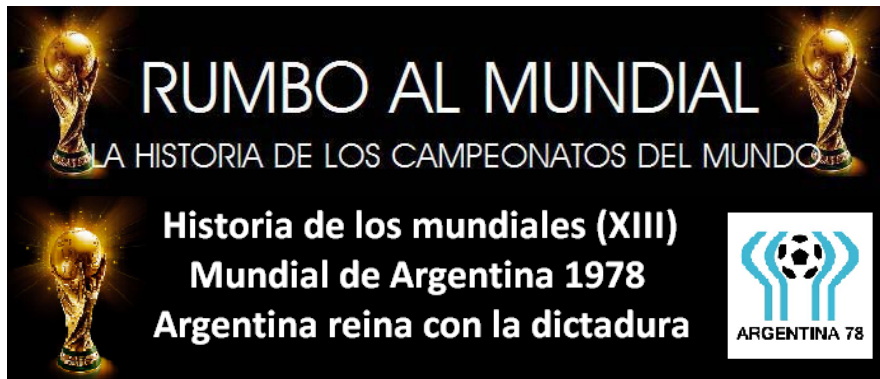 RUMBO AL MUNDIAL
LA HISTORIA DE LOS CAMPEONATOS DEL MUNDO
Historia de los mundiales (XIII)
Mundial de Argentina 1978
Argentina reina con la dictadura
ARGENTINA 78